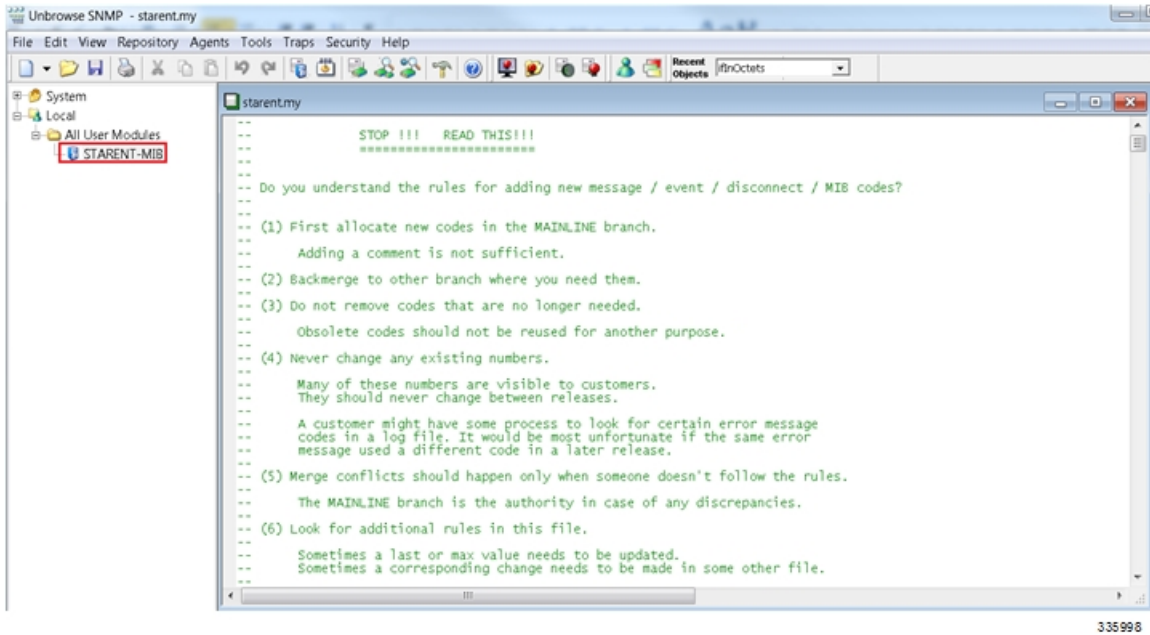 Unbrowse SNMP - starent.my
File Edit View Repository Agents Tools Traps Security Help
Recent Objects ifInOctets
System
Local
All User Modules
STARENT-MIB
starent.my
--
-- STOP !!! READ THIS!!!
-- =======================
--
-- Do you understand the rules for adding new message / event / disconnect / MIB codes?
--
--
-- (1) First allocate new codes in the MAINLINE branch.
--
-- Adding a comment is not sufficient.
--
-- (2) Backmerge to other branch where you need them.
--
-- (3) Do not remove codes that are no longer needed.
--
-- Obsolete codes should not be reused for another purpose.
--
-- (4) Never change any existing numbers.
--
-- Many of these numbers are visible to customers.
-- They should never change between releases.
--
-- A customer might have some process to look for certain error message
-- codes in a log file. It would be most unfortunate if the same error
-- message used a different code in a later release.
--
-- (5) Merge conflicts should happen only when someone doesn't follow the rules.
--
-- The MAINLINE branch is the authority in case of any discrepancies.
--
-- (6) Look for additional rules in this file.
--
-- Sometimes a last or max value needs to be updated.
-- Sometimes a corresponding change needs to be made in some other file.
--
335998